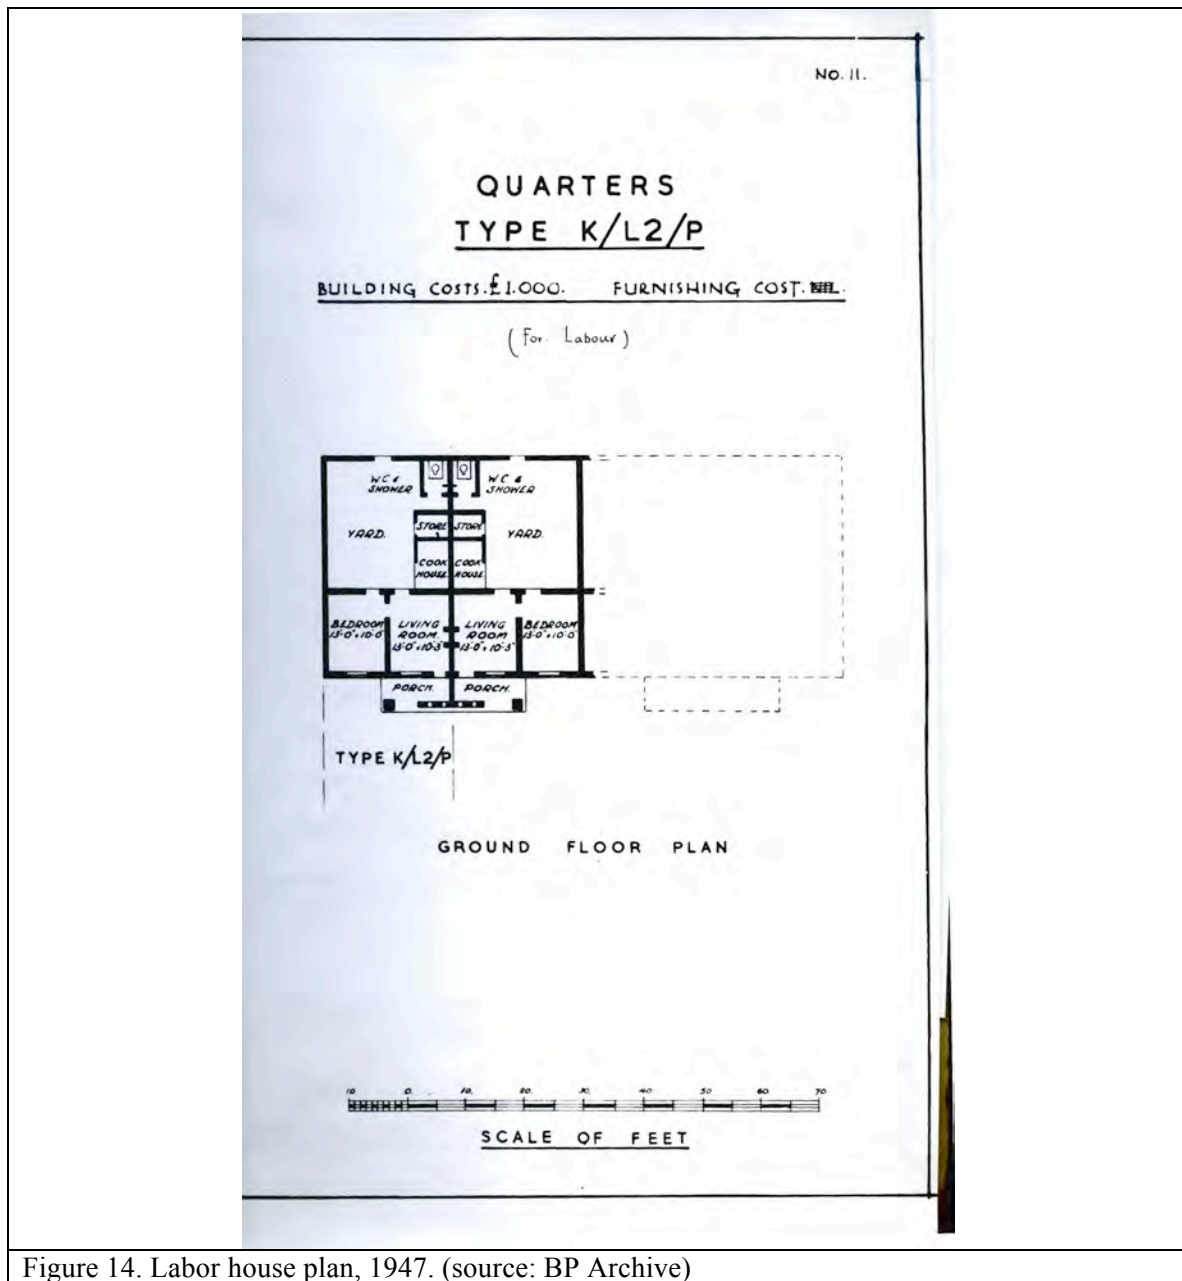 NO. 11.
QUARTERS
TYPE K/L2/P
BUILDING COSTS. £1.000. FURNISHING COST. NIL.
(For Labour)
WC & SHOWER
WC & SHOWER
YARD.
STORE
STORE
YARD.
COOK HOUSE
COOK HOUSE
BEDROOM 13'-0" × 10'-0"
LIVING ROOM. 13'-0" × 10'-3"
LIVING ROOM 13'-0" × 10'-3"
BEDROOM 13'-0" × 10'-0"
PORCH.
PORCH.
TYPE K/L2/P
GROUND FLOOR PLAN
10. 0. 10. 20. 30. 40 50 60. 70
SCALE OF FEET
Figure 14. Labor house plan, 1947. (source: BP Archive)